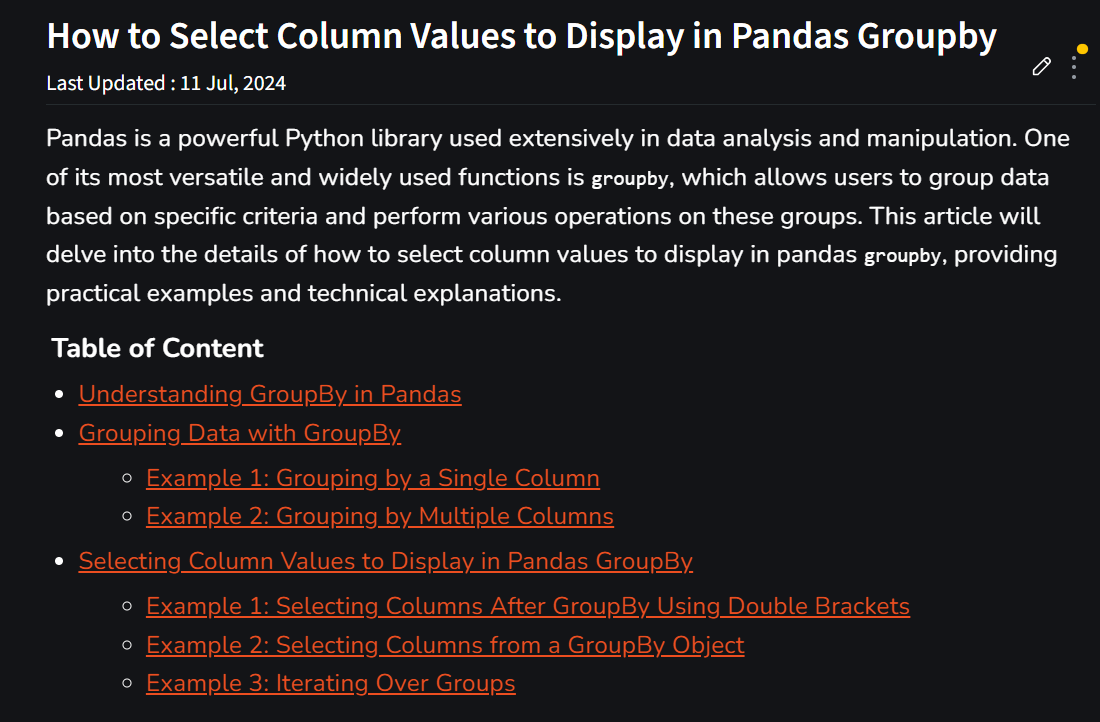 How to Select Column Values to Display in Pandas Groupby
Last Updated : 11 Jul, 2024
Pandas is a powerful Python library used extensively in data analysis and manipulation. One
of its most versatile and widely used functions is groupby, which allows users to group data
based on specific criteria and perform various operations on these groups. This article will
delve into the details of how to select column values to display in pandas groupby, providing
practical examples and technical explanations.
Table of Content
Understanding GroupBy in Pandas
Grouping Data with GroupBy
Example 1: Grouping by a Single Column
Example 2: Grouping by Multiple Columns
Selecting Column Values to Display in Pandas GroupBy
Example 1: Selecting Columns After GroupBy Using Double Brackets
Example 2: Selecting Columns from a GroupBy Object
Example 3: Iterating Over Groups